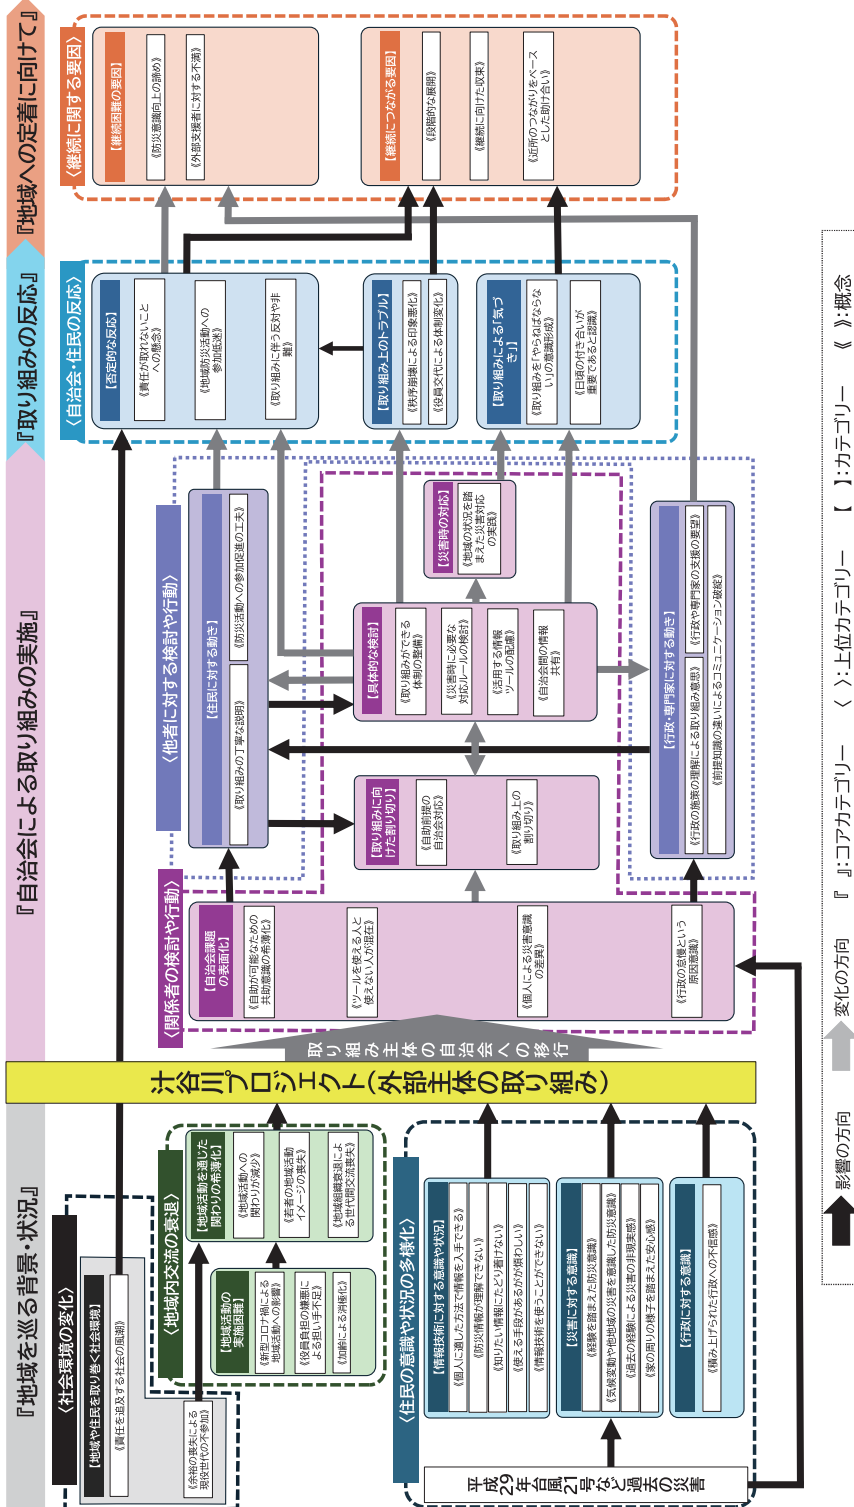 『地域を巡る背景・状況』
『自治会による取り組みの実施』
『取り組みの反応』
『地域への定着に向けて』
〈社会環境の変化〉
【地域や住民を取り巻く社会環境】
《責任を追及する社会の風潮》
《余裕の喪失による
現役世代の不参加》
〈地域内交流の衰退〉
【地域活動の
実施困難】
《新型コロナ禍による
地域活動への影響》
《役員負担の嫌悪に
よる担い手不足》
《加齢による消極化》
【地域活動を通じた
関わりの希薄化】
《地域活動への
関わりが減少》
《若者の地域活動
イメージの喪失》
《地域組織衰退によ
る世代間交流喪失》
〈住民の意識や状況の多様化〉
【情報技術に対する意識や状況】
《個人に適した方法で情報を入手できる》
《防災情報が理解できない》
《知りたい情報にたどり着けない》
《使える手段があるがが煩わしい》
《情報技術を使うことができない》
【災害に対する意識】
《経験を踏まえた防災意識》
《気候変動や他地域の災害を意識した防災意識》
《過去の経験による災害の非現実感》
《家の周りの様子を踏まえた安心感》
【行政に対する意識】
《積み上げられた行政への不信感》
平成29年台風21号など過去の災害
汁谷川プロジェクト(外部主体の取り組み)
取り組み主体の自治会への移行
〈関係者の検討や行動〉
【自治会課題
の表面化】
《自助が可能なための
共助意識の希薄化》
《ツールを使える人と
使えない人が混在》
《個人による災害意識
の差異》
《行政の怠慢という
原因意識》
【取り組みに向
けた割り切り】
《自助前提の
自治会対応》
《取り組み上の
割り切り》
【具体的な検討】
《取り組みができる
体制の整備》
《災害時に必要な
対応ルールの検討》
《活用する情報
ツールの配慮》
《自治会間の情報
共有》
【災害時の対応】
《地域の状況を踏
まえた災害対応
の実践》
〈他者に対する検討や行動〉
【住民に対する動き】
《取り組みの丁寧な説明》
《防災活動への参加促進の工夫》
【行政・専門家に対する動き】
《行政の施策の理解による取り組み意思》
《行政や専門家の支援の要望》
《前提知識の違いによるコミュニケーション破綻》
〈自治会・住民の反応〉
【否定的な反応】
《責任が取れないこと
への懸念》
《地域防災活動への
参加低迷》
《取り組みに伴う反対や非
難》
【取り組み上のトラブル】
《秩序崩壊による印象悪化》
《役員交代による体制変化》
【取り組みによる「気づ
き」】
《取り組みを「やらねばならな
い」の意識形成》
《日頃の付き合いが
重要であると認識》
〈継続に関する要因〉
【継続困難の要因】
《防災意識向上の諦め》
《外部支援者に対する不満》
【継続につながる要因】
《段階的な展開》
《継続に向けた収束》
《近所のつながりをベース
とした助け合い》
影響の方向 変化の方向 『 』:コアカテゴリー 〈 〉:上位カテゴリー 【 】:カテゴリー 《 》:概念